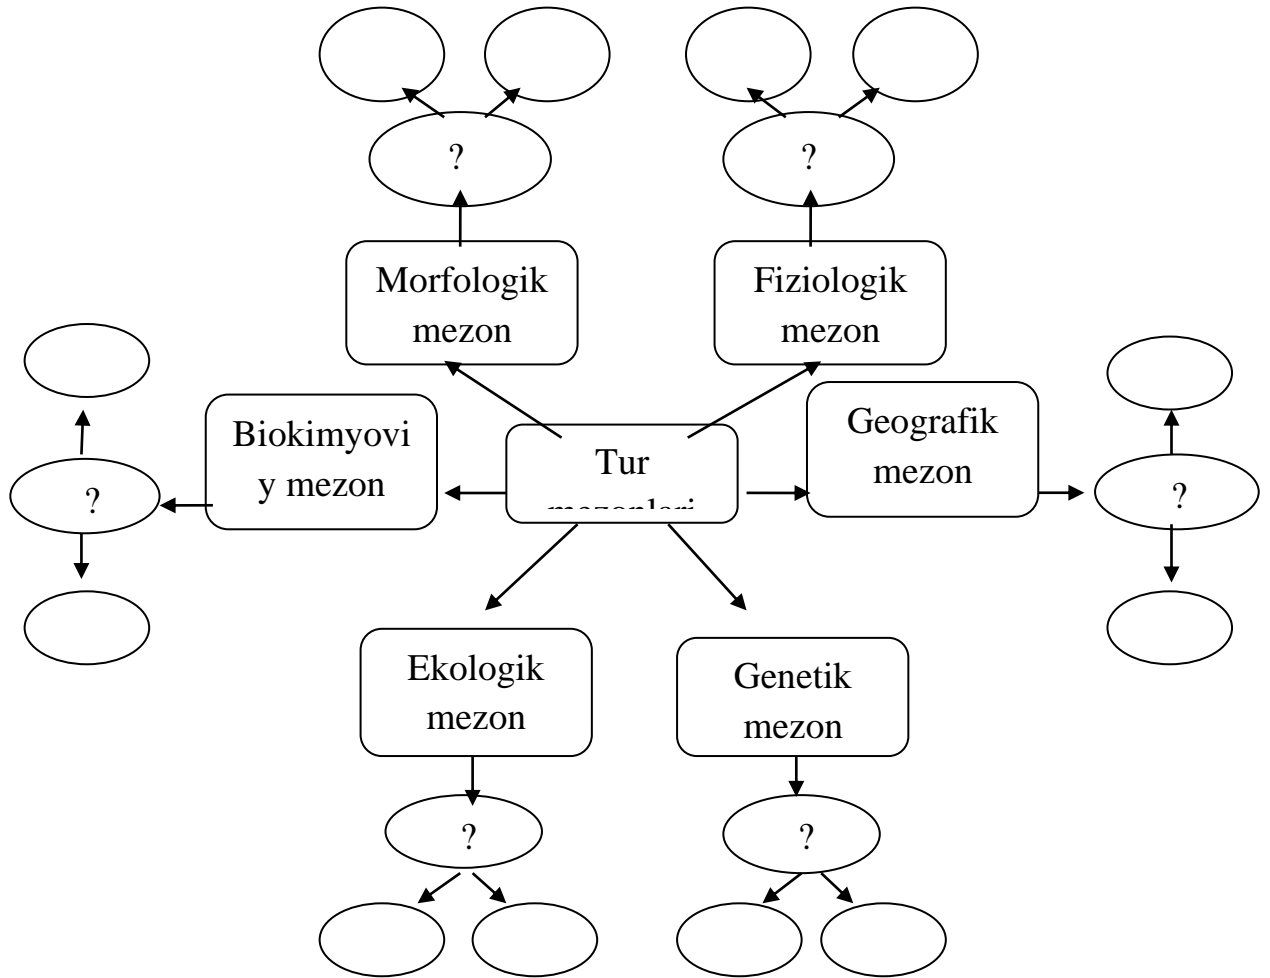 ?
?
Morfologik
mezon
Fiziologik
mezon
Biokimyovi
y mezon
Tur
Geografik
mezon
?
?
Ekologik
mezon
Genetik
mezon
?
?